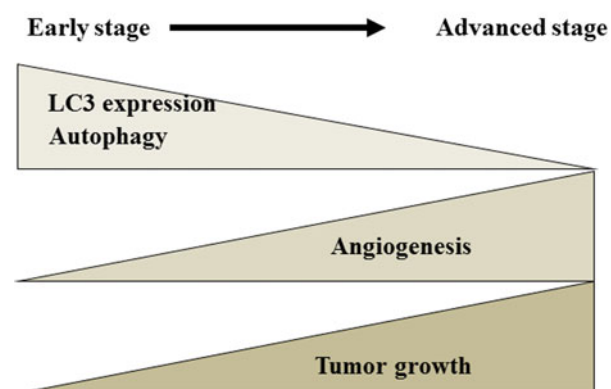 Early stage Advanced stage
LC3 expression
Autophagy
Angiogenesis
Tumor growth